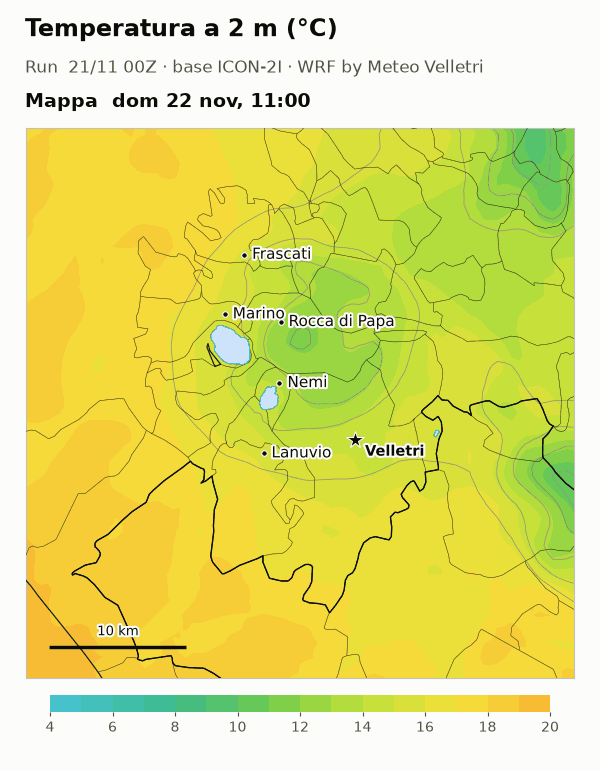 Temperatura a 2 m (°C)
Run  21/11 00Z · base ICON-2I · WRF by Meteo Velletri
Mappa  dom 22 nov, 11:00
Frascati
Marino
Rocca di Papa
Nemi
Velletri
Lanuvio
10 km
4 6 8 10 12 14 16 18 20